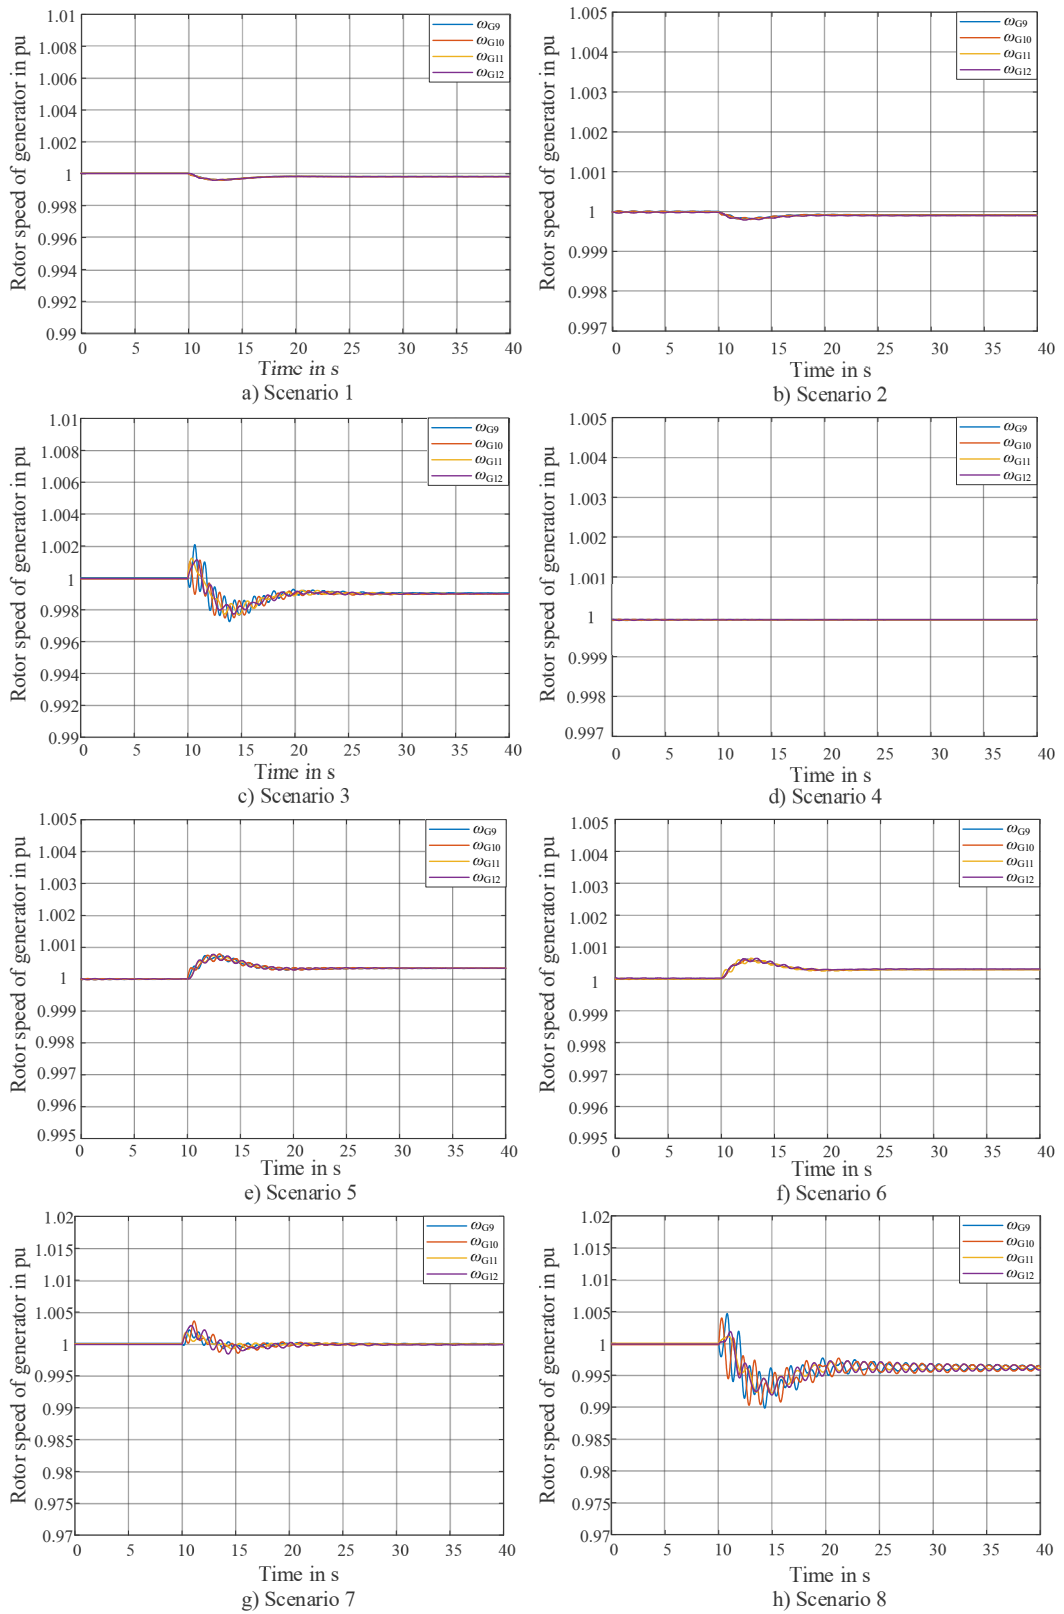 Rotor speed of generator in pu
1.01
1.008
1.006
1.004
1.002
1
0.998
0.996
0.994
0.992
0.99
0 5 10 15 20 25 30 35 40
ωG9
ωG10
ωG11
ωG12
Time in s
a) Scenario 1
Rotor speed of generator in pu
1.005
1.004
1.003
1.002
1.001
1
0.999
0.998
0.997
0 5 10 15 20 25 30 35 40
ωG9
ωG10
ωG11
ωG12
Time in s
b) Scenario 2
Rotor speed of generator in pu
1.01
1.008
1.006
1.004
1.002
1
0.998
0.996
0.994
0.992
0.99
0 5 10 15 20 25 30 35 40
ωG9
ωG10
ωG11
ωG12
Time in s
c) Scenario 3
Rotor speed of generator in pu
1.005
1.004
1.003
1.002
1.001
1
0.999
0.998
0.997
0 5 10 15 20 25 30 35 40
ωG9
ωG10
ωG11
ωG12
Time in s
d) Scenario 4
Rotor speed of generator in pu
1.005
1.004
1.003
1.002
1.001
1
0.999
0.998
0.997
0.996
0.995
0 5 10 15 20 25 30 35 40
ωG9
ωG10
ωG11
ωG12
Time in s
e) Scenario 5
Rotor speed of generator in pu
1.005
1.004
1.003
1.002
1.001
1
0.999
0.998
0.997
0.996
0.995
0 5 10 15 20 25 30 35 40
ωG9
ωG10
ωG11
ωG12
Time in s
f) Scenario 6
Rotor speed of generator in pu
1.02
1.015
1.01
1.005
1
0.995
0.99
0.985
0.98
0.975
0.97
0 5 10 15 20 25 30 35 40
ωG9
ωG10
ωG11
ωG12
Time in s
g) Scenario 7
Rotor speed of generator in pu
1.02
1.015
1.01
1.005
1
0.995
0.99
0.985
0.98
0.975
0.97
0 5 10 15 20 25 30 35 40
ωG9
ωG10
ωG11
ωG12
Time in s
h) Scenario 8